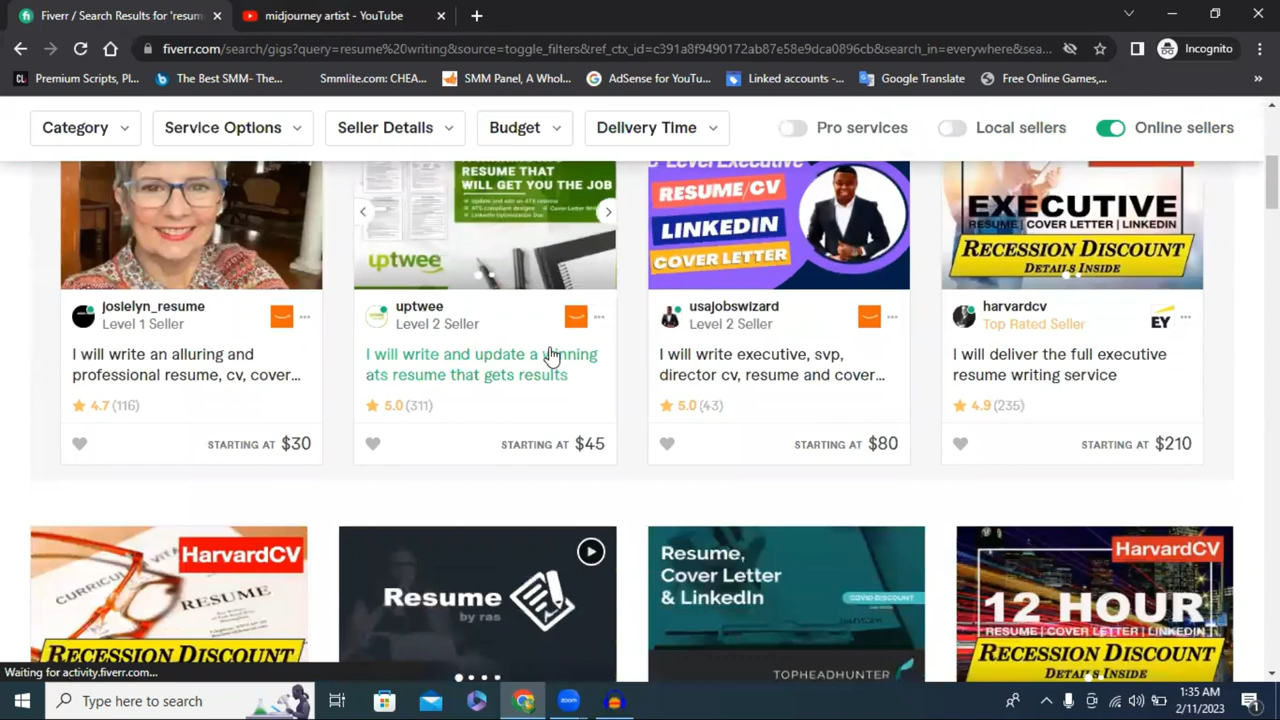 Fiverr / Search Results for 'resum
midjourney artist - YouTube
fiverr.com/search/gigs?query=resume%20writing&source=toggle_filters&ref_ctx_id=c391a8f9490172ab87e58e9dca0896cb&search_in=everywhere&sea...
Incognito
Premium Scripts, Pl...
The Best SMM- The...
Smmlite.com: CHEA...
SMM Panel, A Whol...
AdSense for YouTu...
Linked accounts -...
Google Translate
Free Online Games,...
Category
Service Options
Seller Details
Budget
Delivery Time
Pro services
Local sellers
Online sellers
RESUME THAT
WILL GET YOU THE JOB
uptwee
C-Level Executive
RESUME/CV
LINKEDIN
COVER LETTER
EXECUTIVE
RESUME | COVER LETTER | LINKEDIN
RECESSION DISCOUNT
DETAILS INSIDE
joslelyn_resume
Level 1 Seller
uptwee
Level 2 Seller
usajobswizard
Level 2 Seller
harvardcv
Top Rated Seller
EY
I will write an alluring and
professional resume, cv, cover...
I will write and update a winning
ats resume that gets results
I will write executive, svp,
director cv, resume and cover...
I will deliver the full executive
resume writing service
4.7 (116)
5.0 (311)
5.0 (43)
4.9 (235)
STARTING AT $30
STARTING AT $45
STARTING AT $80
STARTING AT $210
HarvardCV
RESUME
RECESSION DISCOUNT
Resume
by ras
Resume,
Cover Letter
& LinkedIn
COVID DISCOUNT
TOPHEADHUNTER
HarvardCV
12 HOUR
RESUME | COVER LETTER | LINKEDIN
RECESSION DISCOUNT
DETAILS INSIDE
Waiting for activity.fiverr.com...
Type here to search
1:35 AM
2/11/2023